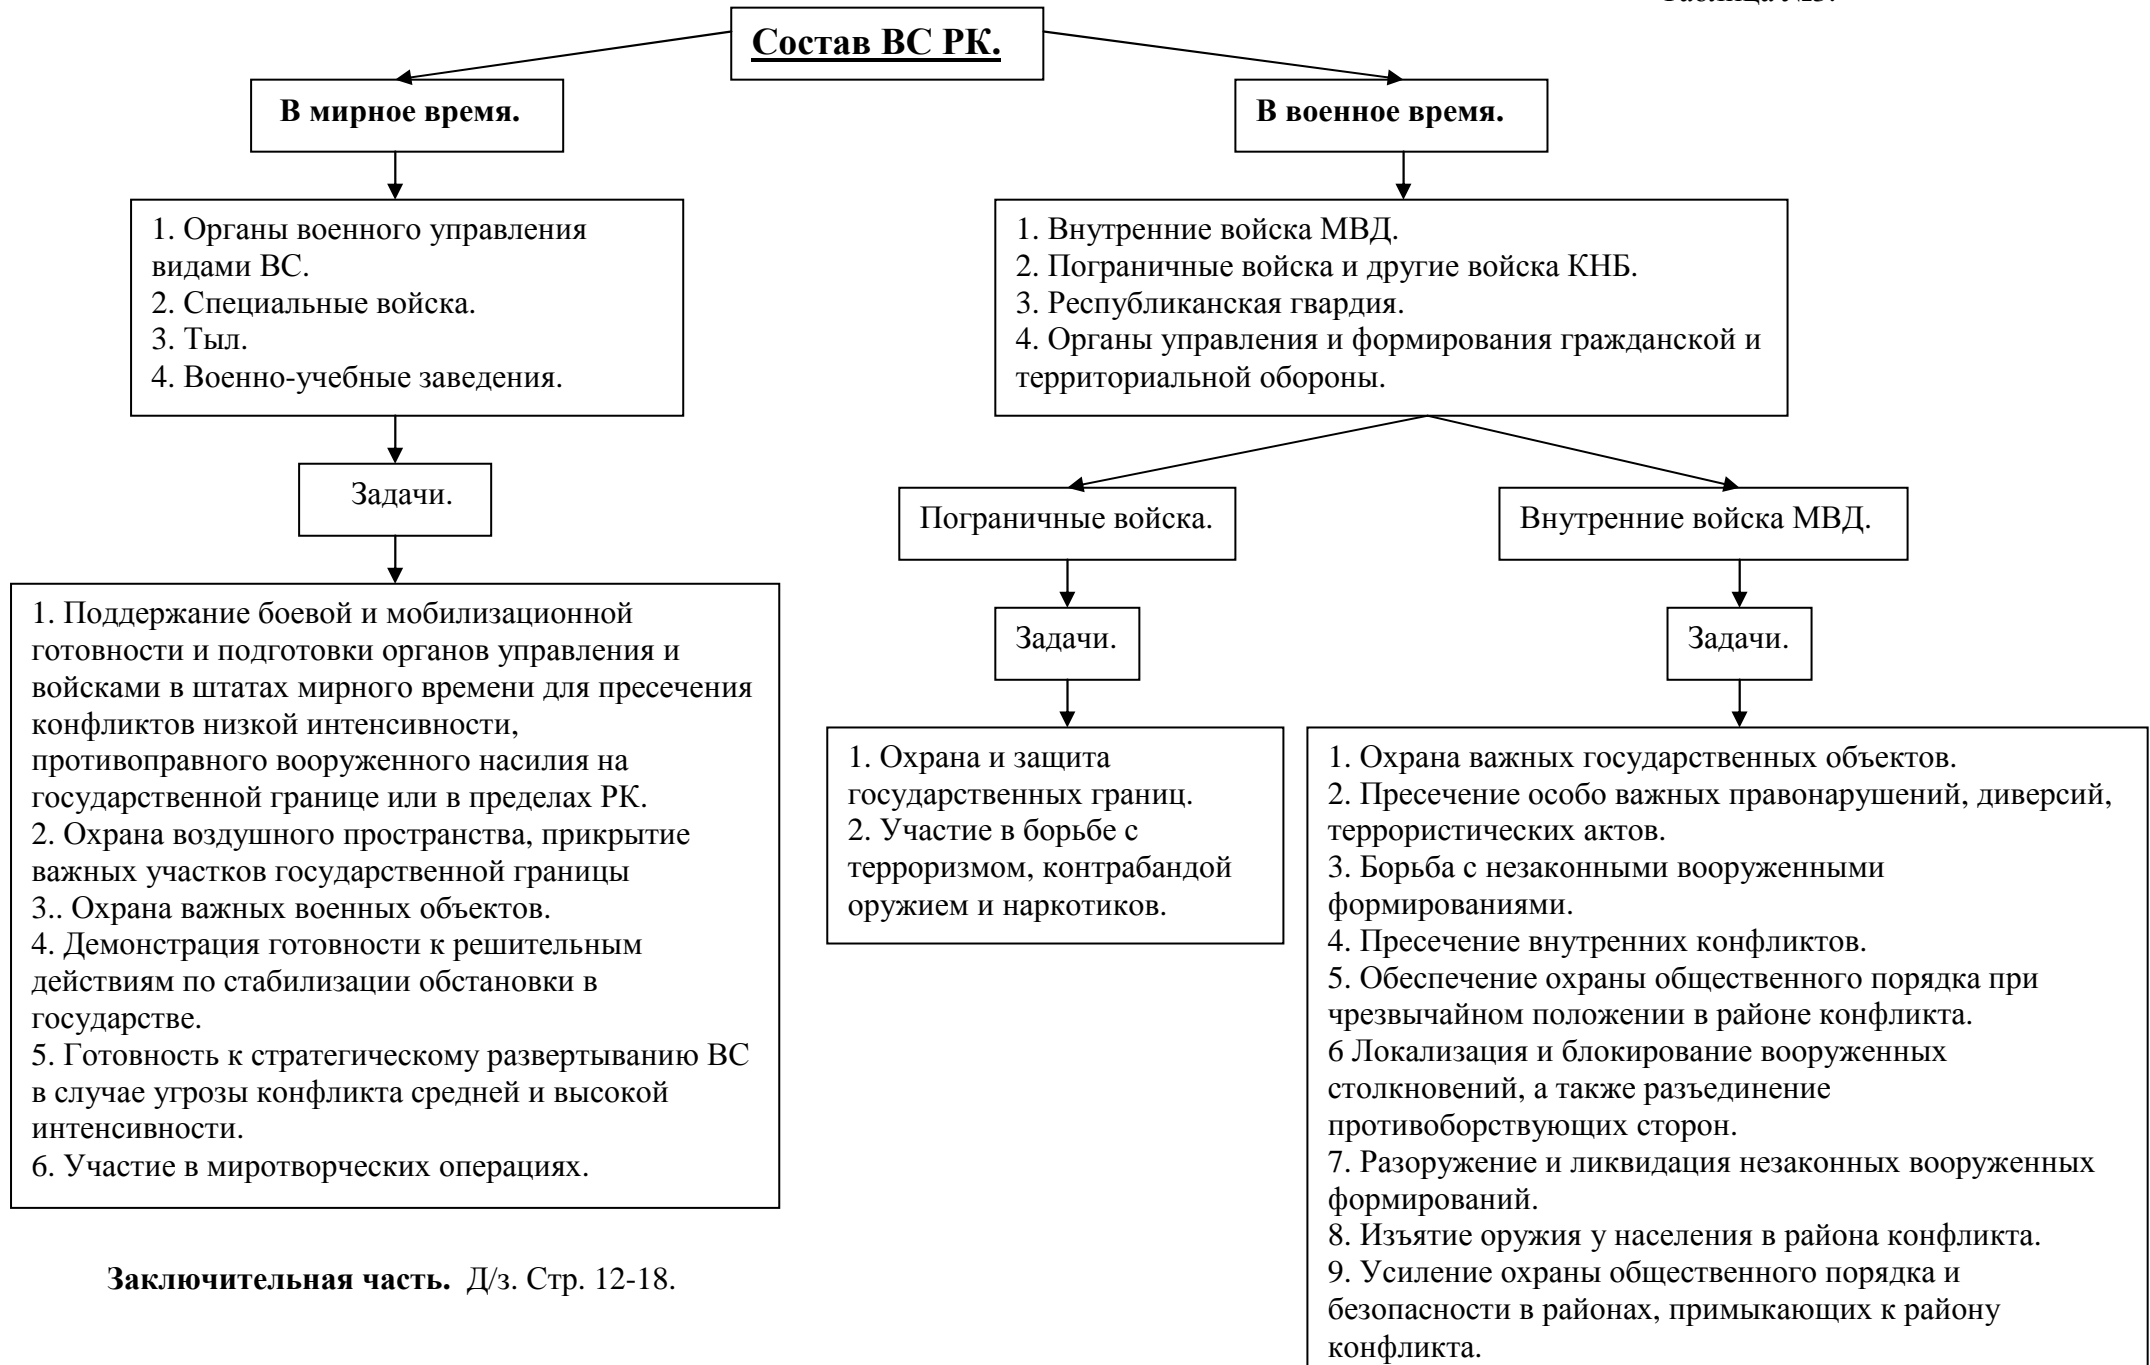 Состав ВС РК.
В мирное время.
В военное время.
1. Органы военного управления
видами ВС.
2. Специальные войска.
3. Тыл.
4. Военно-учебные заведения.
1. Внутренние войска МВД.
2. Пограничные войска и другие войска КНБ.
3. Республиканская гвардия.
4. Органы управления и формирования гражданской и
территориальной обороны.
Задачи.
Пограничные войска.
Внутренние войска МВД.
Задачи.
Задачи.
1. Поддержание боевой и мобилизационной
готовности и подготовки органов управления и
войсками в штатах мирного времени для пресечения
конфликтов низкой интенсивности,
противоправного вооруженного насилия на
государственной границе или в пределах РК.
2. Охрана воздушного пространства, прикрытие
важных участков государственной границы
3.. Охрана важных военных объектов.
4. Демонстрация готовности к решительным
действиям по стабилизации обстановки в
государстве.
5. Готовность к стратегическому развертыванию ВС
в случае угрозы конфликта средней и высокой
интенсивности.
6. Участие в миротворческих операциях.
1. Охрана и защита
государственных границ.
2. Участие в борьбе с
терроризмом, контрабандой
оружием и наркотиков.
1. Охрана важных государственных объектов.
2. Пресечение особо важных правонарушений, диверсий,
террористических актов.
3. Борьба с незаконными вооруженными
формированиями.
4. Пресечение внутренних конфликтов.
5. Обеспечение охраны общественного порядка при
чрезвычайном положении в районе конфликта.
6 Локализация и блокирование вооруженных
столкновений, а также разъединение
противоборствующих сторон.
7. Разоружение и ликвидация незаконных вооруженных
формирований.
8. Изъятие оружия у населения в района конфликта.
9. Усиление охраны общественного порядка и
безопасности в районах, примыкающих к району
конфликта.
Заключительная часть. Д/з. Стр. 12-18.